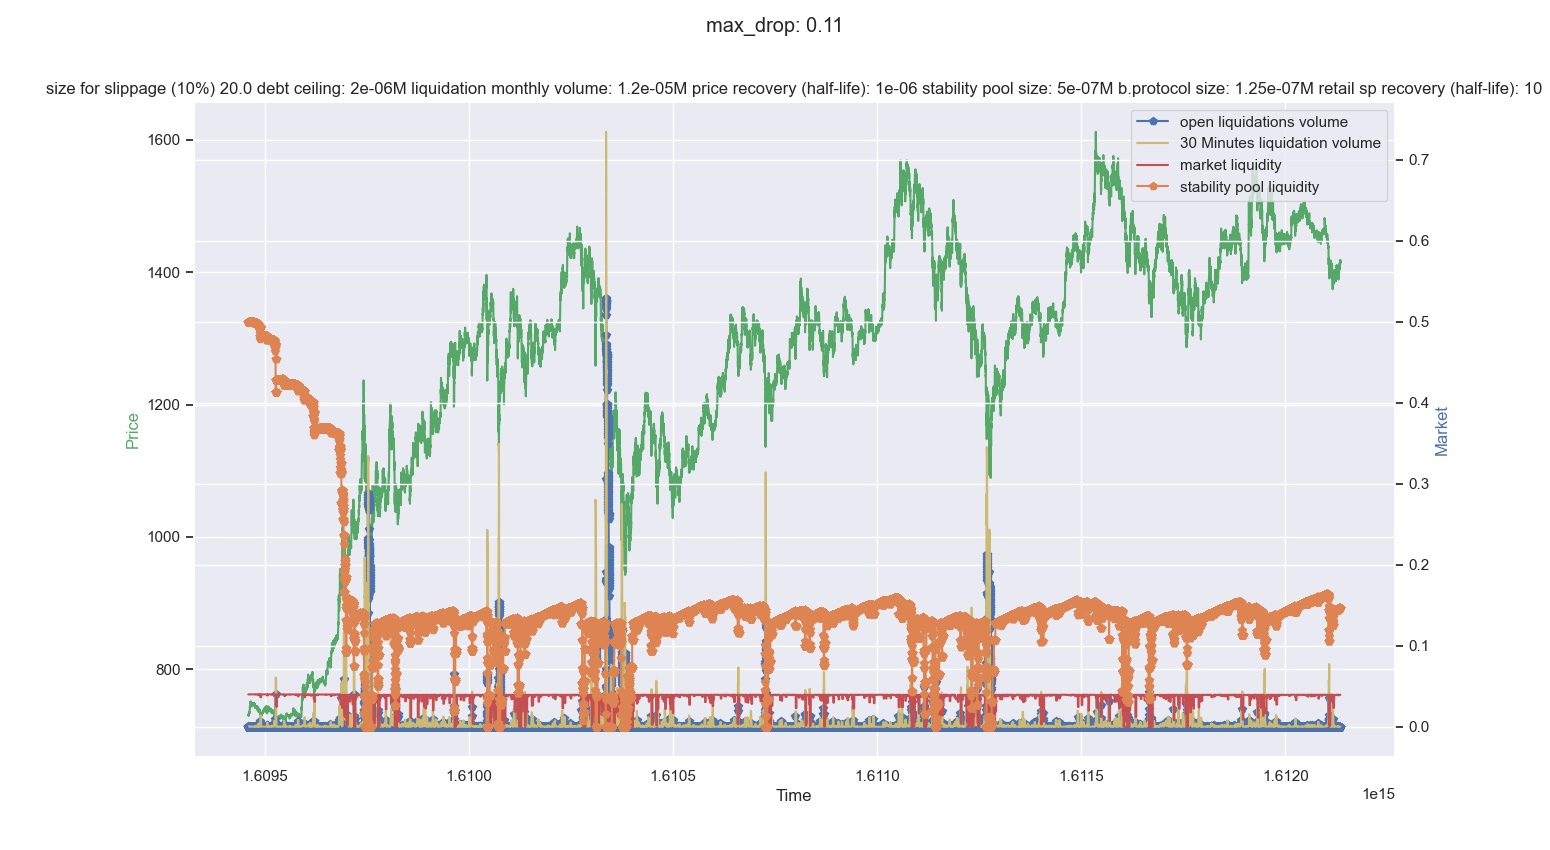 max_drop: 0.11
size for slippage (10%) 20.0 debt ceiling: 2e-06M liquidation monthly volume: 1.2e-05M price recovery (half-life): 1e-06 stability pool size: 5e-07M b.protocol size: 1.25e-07M retail sp recovery (half-life): 10
open liquidations volume
30 Minutes liquidation volume
market liquidity
stability pool liquidity
1600
1400
1200
1000
800
Price
0.7
0.6
0.5
0.4
0.3
0.2
0.1
0.0
Market
1.6095 1.6100 1.6105 1.6110 1.6115 1.6120
Time
1e15